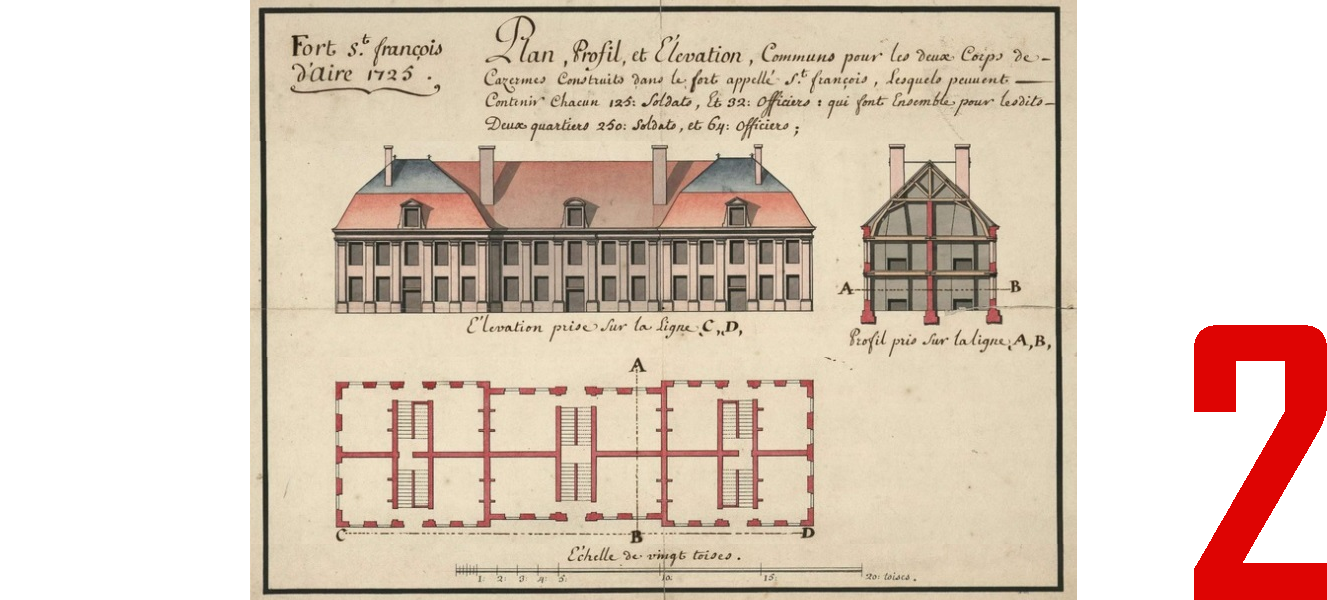 Fort s.t françois
d'aire 1725.
Plan, Profil, et Elevation, Communs pour les deux Corps de
Cazermes Construits dans le fort appellé S.t françois, Lesquels peuvent
Contenir Chacun 125: Soldats, Et 32: Officiers: qui font Ensemble pour lesdits
Deux quartiers 250: Soldats, et 64: Officiers;
A B
Elevation prise Sur la Ligne C,,D,
Profil pris sur la ligne A,B,
A
C B D
Echelle de vingt toises.
1: 2: 3: 4: 5: 10: 15: 20: toises.
2